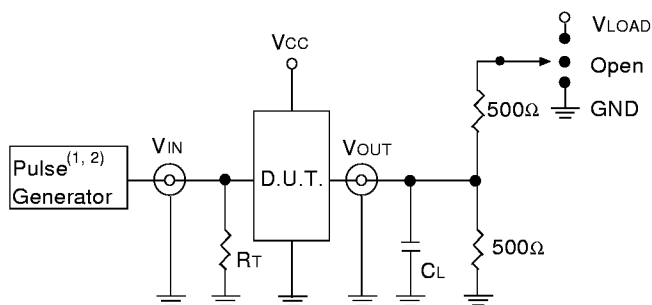 VLOAD
VCC
Open
500Ω
GND
Pulse(1, 2)
Generator
VIN
D.U.T.
VOUT
RT
CL
500Ω